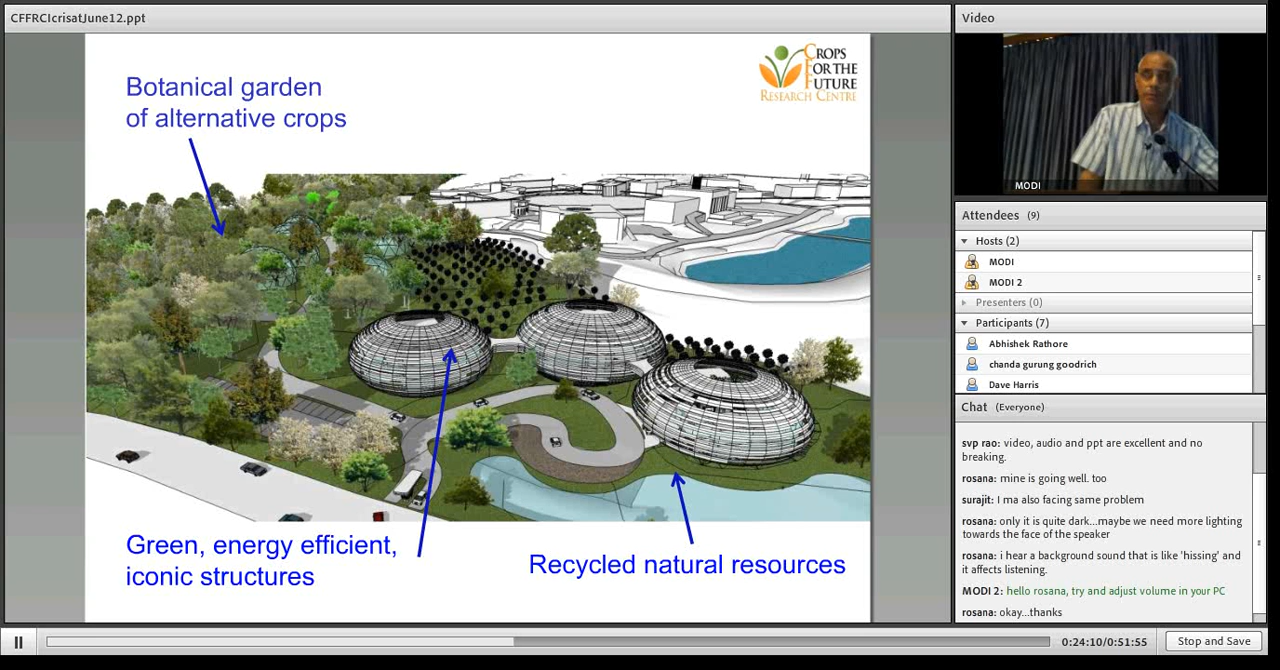 CFFRCIcrisatJune12.ppt
Botanical garden
of alternative crops
CROPS
FOR THE
FUTURE
RESEARCH CENTRE
Green, energy efficient,
iconic structures
Recycled natural resources
Video
MODI
Attendees (9)
Hosts (2)
MODI
MODI 2
Presenters (0)
Participants (7)
Abhishek Rathore
chanda gurung goodrich
Dave Harris
Chat (Everyone)
svp rao: video, audio and ppt are excellent and no
breaking.
rosana: mine is going well. too
surajit: I ma also facing same problem
rosana: only it is quite dark...maybe we need more lighting
towards the face of the speaker
rosana: i hear a background sound that is like 'hissing' and
it affects listening.
MODI 2: hello rosana, try and adjust volume in your PC
rosana: okay...thanks
0:24:10/0:51:55
Stop and Save